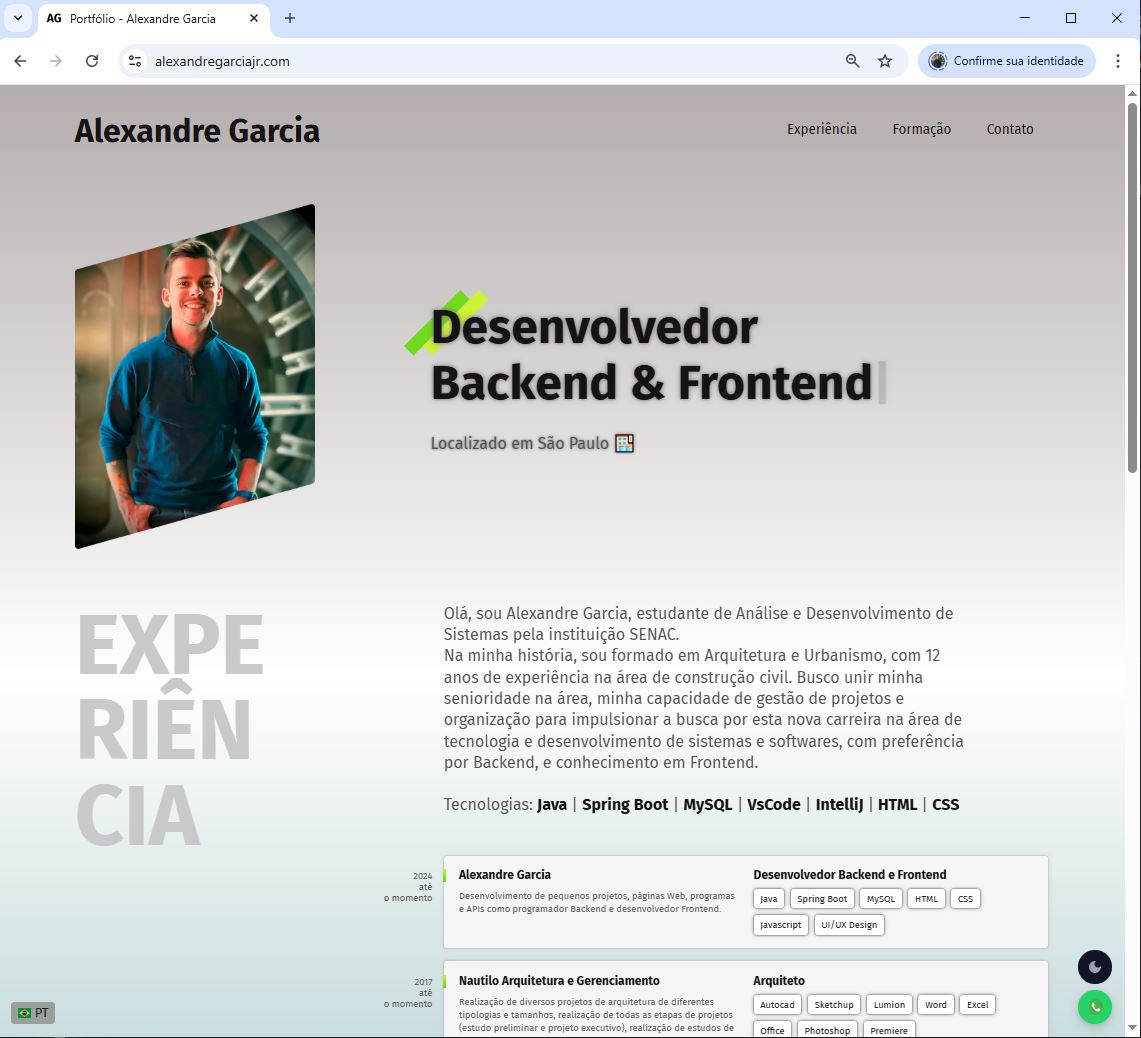 AG Portfólio - Alexandre Garcia
alexandregarciajr.com
Confirme sua identidade
Alexandre Garcia
Experiência
Formação
Contato
Desenvolvedor
Backend & Frontend
Localizado em São Paulo
EXPE
RIÊN
CIA
Olá, sou Alexandre Garcia, estudante de Análise e Desenvolvimento de
Sistemas pela instituição SENAC.
Na minha história, sou formado em Arquitetura e Urbanismo, com 12
anos de experiência na área de construção civil. Busco unir minha
senioridade na área, minha capacidade de gestão de projetos e
organização para impulsionar a busca por esta nova carreira na área de
tecnologia e desenvolvimento de sistemas e softwares, com preferência
por Backend, e conhecimento em Frontend.
Tecnologias: Java | Spring Boot | MySQL | VsCode | IntelliJ | HTML | CSS
2024
até
o momento
Alexandre Garcia
Desenvolvimento de pequenos projetos, páginas Web, programas
e APIs como programador Backend e desenvolvedor Frontend.
Desenvolvedor Backend e Frontend
Java Spring Boot MySQL HTML CSS
Javascript UI/UX Design
2017
até
o momento
Nautilo Arquitetura e Gerenciamento
Realização de diversos projetos de arquitetura de diferentes
tipologias e tamanhos, realização de todas as etapas de projetos
(estudo preliminar e projeto executivo), realização de estudos de
Arquiteto
Autocad Sketchup Lumion Word Excel
Office Photoshop Premiere
PT